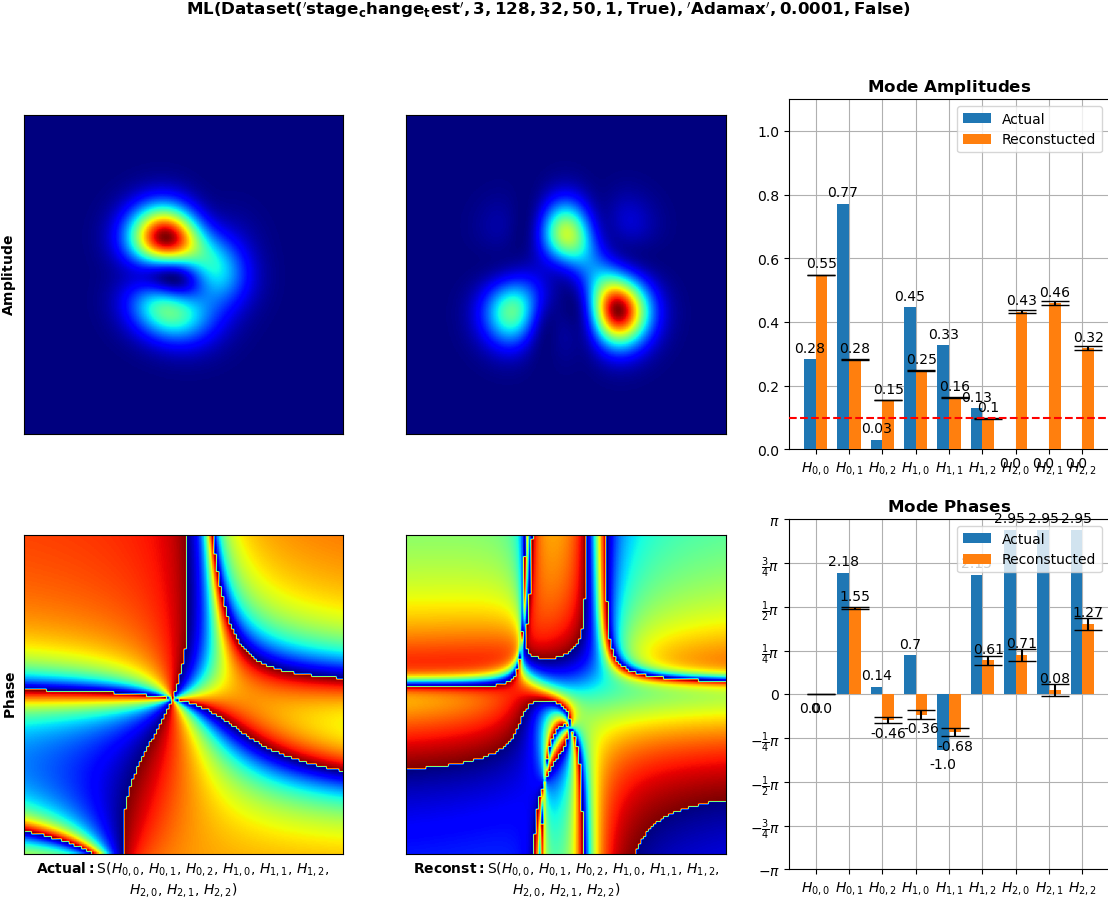 ML(Dataset('stage_change_test', 3, 128, 32, 50, 1, True), 'Adamax', 0.0001, False)
Amplitude
Mode Amplitudes
Actual
Reconstucted
1.0
0.8
0.6
0.4
0.2
0.0
0.28
0.55
0.77
0.28
0.03
0.15
0.45
0.25
0.33
0.16
0.13
0.1
0.0
0.43
0.0
0.46
0.0
0.32
H0,0 H0,1 H0,2 H1,0 H1,1 H1,2 H2,0 H2,1 H2,2
Phase
Mode Phases
Actual
Reconstucted
π
3/4π
1/2π
1/4π
0
−1/4π
−1/2π
−3/4π
−π
0.0
0.0
2.18
1.55
0.14
-0.46
0.7
-0.36
-1.0
-0.68
0.61
2.95
0.71
2.95
0.08
2.95
1.27
H0,0 H0,1 H0,2 H1,0 H1,1 H1,2 H2,0 H2,1 H2,2
Actual: S(H0,0, H0,1, H0,2, H1,0, H1,1, H1,2,
H2,0, H2,1, H2,2)
Reconst: S(H0,0, H0,1, H0,2, H1,0, H1,1, H1,2,
H2,0, H2,1, H2,2)